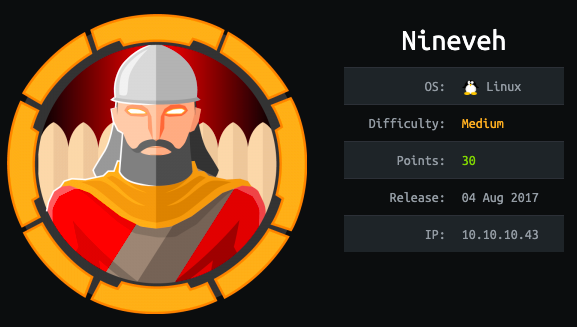 Nineveh
OS: Linux
Difficulty: Medium
Points: 30
Release: 04 Aug 2017
IP: 10.10.10.43